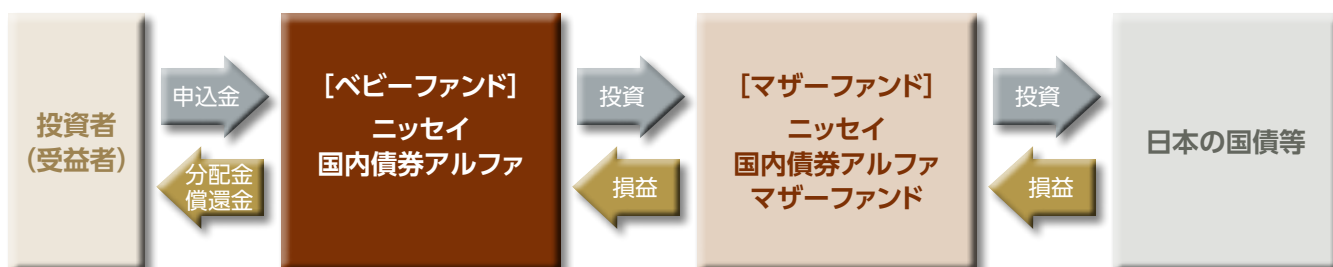 投資者
(受益者)
申込金
分配金
償還金
[ベビーファンド]
ニッセイ
国内債券アルファ
投資
損益
[マザーファンド]
ニッセイ
国内債券アルファ
マザーファンド
投資
損益
日本の国債等